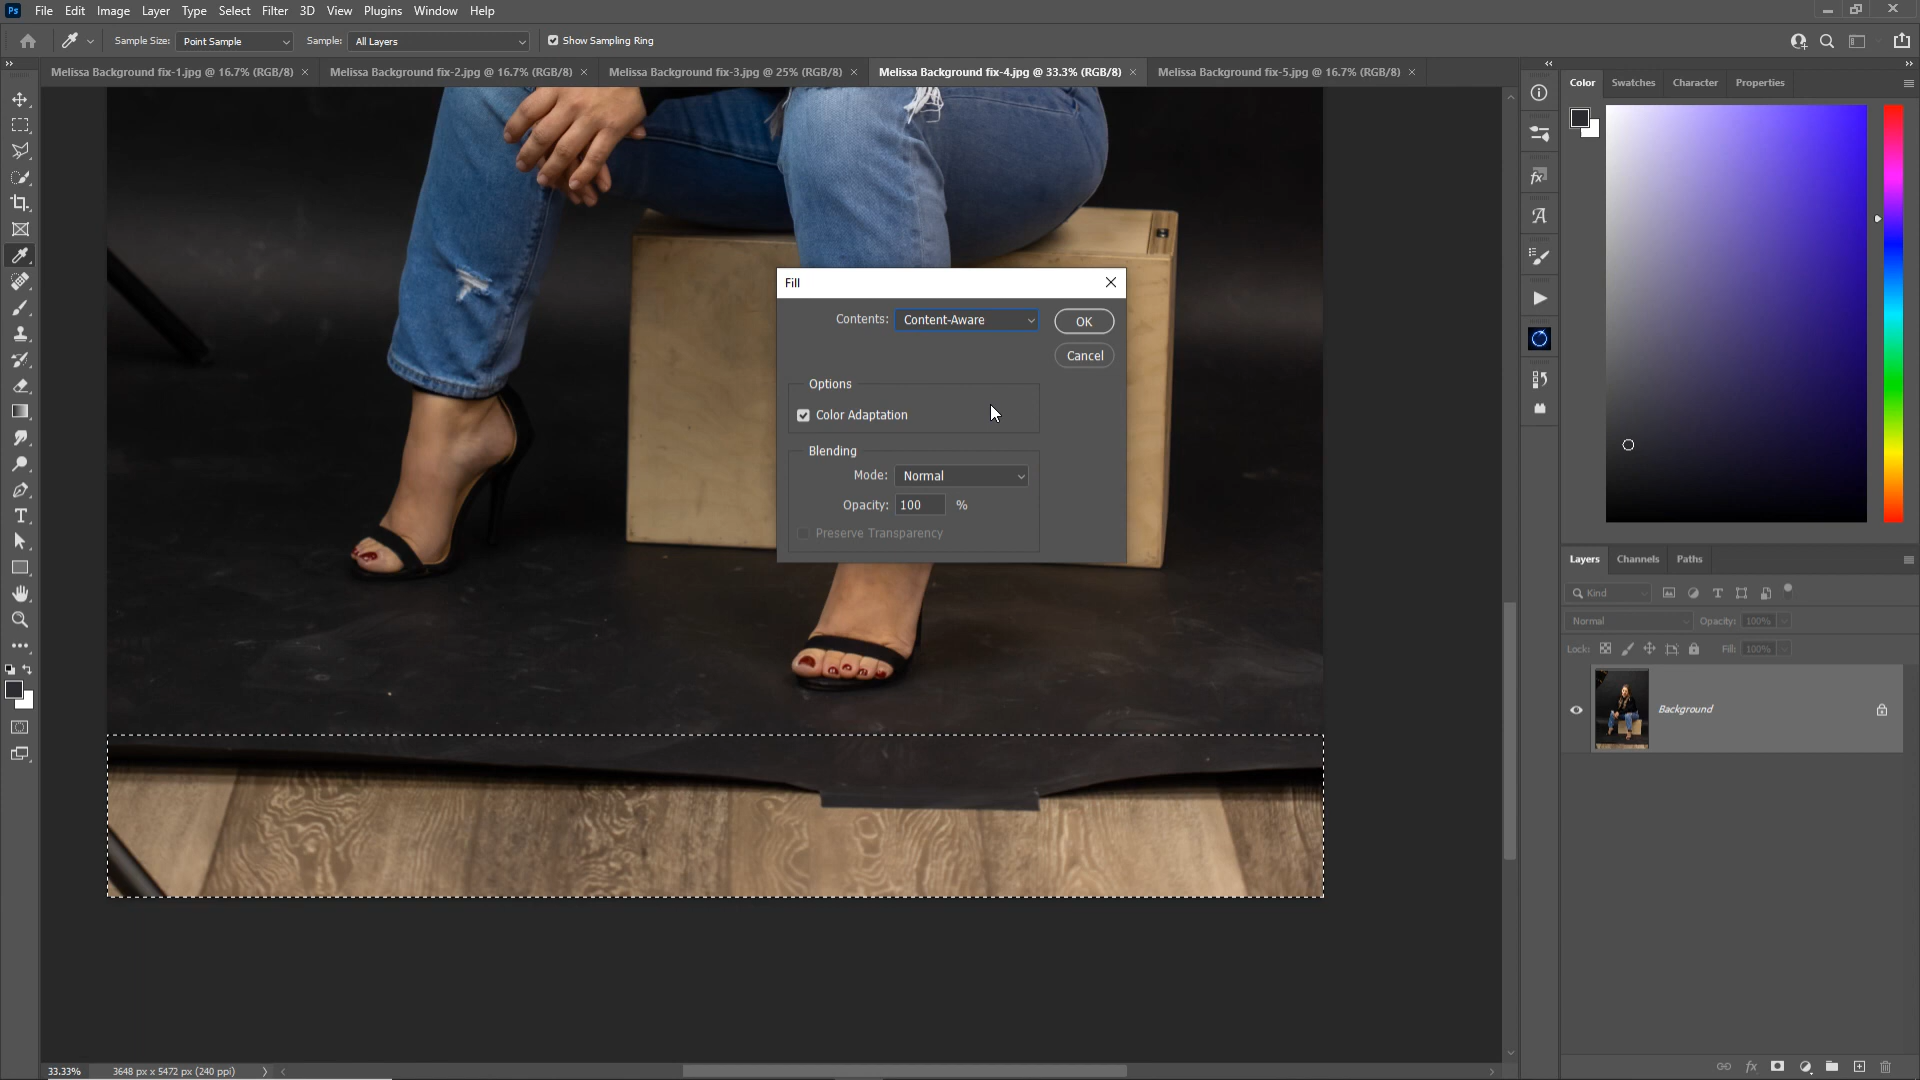 Ps File Edit Image Layer Type Select Filter 3D View Plugins Window Help
Sample Size: Point Sample Sample: All Layers Show Sampling Ring
Melissa Background fix-1.jpg @ 16.7% (RGB/8) Melissa Background fix-2.jpg @ 16.7% (RGB/8) Melissa Background fix-3.jpg @ 25% (RGB/8) Melissa Background fix-4.jpg @ 33.3% (RGB/8) Melissa Background fix-5.jpg @ 16.7% (RGB/8)
Color Swatches Character Properties
Fill
Contents: Content-Aware OK
Cancel
Options
Color Adaptation
Blending
Mode: Normal
Opacity: 100 %
Preserve Transparency
Layers Channels Paths
Kind
Normal Opacity: 100%
Lock: Fill: 100%
Background
33.33% 3648 px x 5472 px (240 ppi)